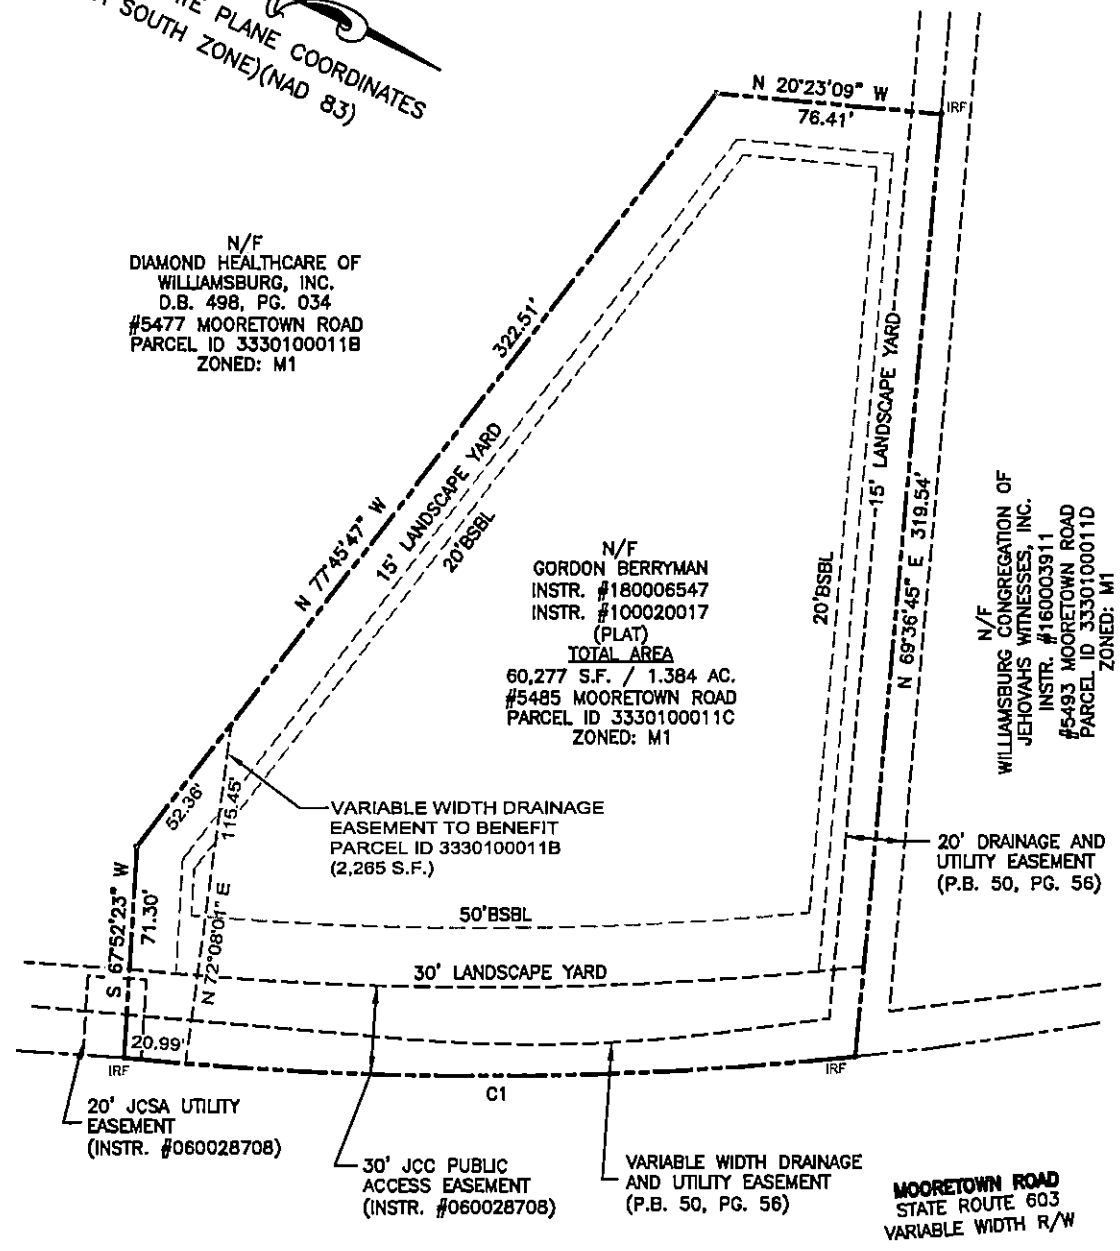 PLANE COORDINATES
SOUTH ZONE)(NAD 83)
N 20°23'09" W
76.41'
IRF
N/F
DIAMOND HEALTHCARE OF
WILLIAMSBURG, INC.
D.B. 498, PG. 034
#5477 MOORETOWN ROAD
PARCEL ID 3330100011B
ZONED: M1
322.51'
N 77°45'47" W
15' LANDSCAPE YARD
20'BSBL
N/F
GORDON BERRYMAN
INSTR. #180006547
INSTR. #100020017
(PLAT)
TOTAL AREA
60,277 S.F. / 1.384 AC.
#5485 MOORETOWN ROAD
PARCEL ID 3330100011C
ZONED: M1
20'BSBL
15' LANDSCAPE YARD
N 69°36'45" E 319.54'
N/F
WILLIAMSBURG CONGREGATION OF
JEHOVAHS WITNESSES, INC.
INSTR. #160003911
#5493 MOORETOWN ROAD
PARCEL ID 3330100011D
ZONED: M1
52.36'
115.45'
N 72°08'01" E
VARIABLE WIDTH DRAINAGE
EASEMENT TO BENEFIT
PARCEL ID 3330100011B
(2,265 S.F.)
20' DRAINAGE AND
UTILITY EASEMENT
(P.B. 50, PG. 56)
S 67°52'23" W
71.30'
50'BSBL
30' LANDSCAPE YARD
20.99'
IRF
IRF
C1
20' JCSA UTILITY
EASEMENT
(INSTR. #060028708)
30' JCC PUBLIC
ACCESS EASEMENT
(INSTR. #060028708)
VARIABLE WIDTH DRAINAGE
AND UTILITY EASEMENT
(P.B. 50, PG. 56)
MOORETOWN ROAD
STATE ROUTE 603
VARIABLE WIDTH R/W